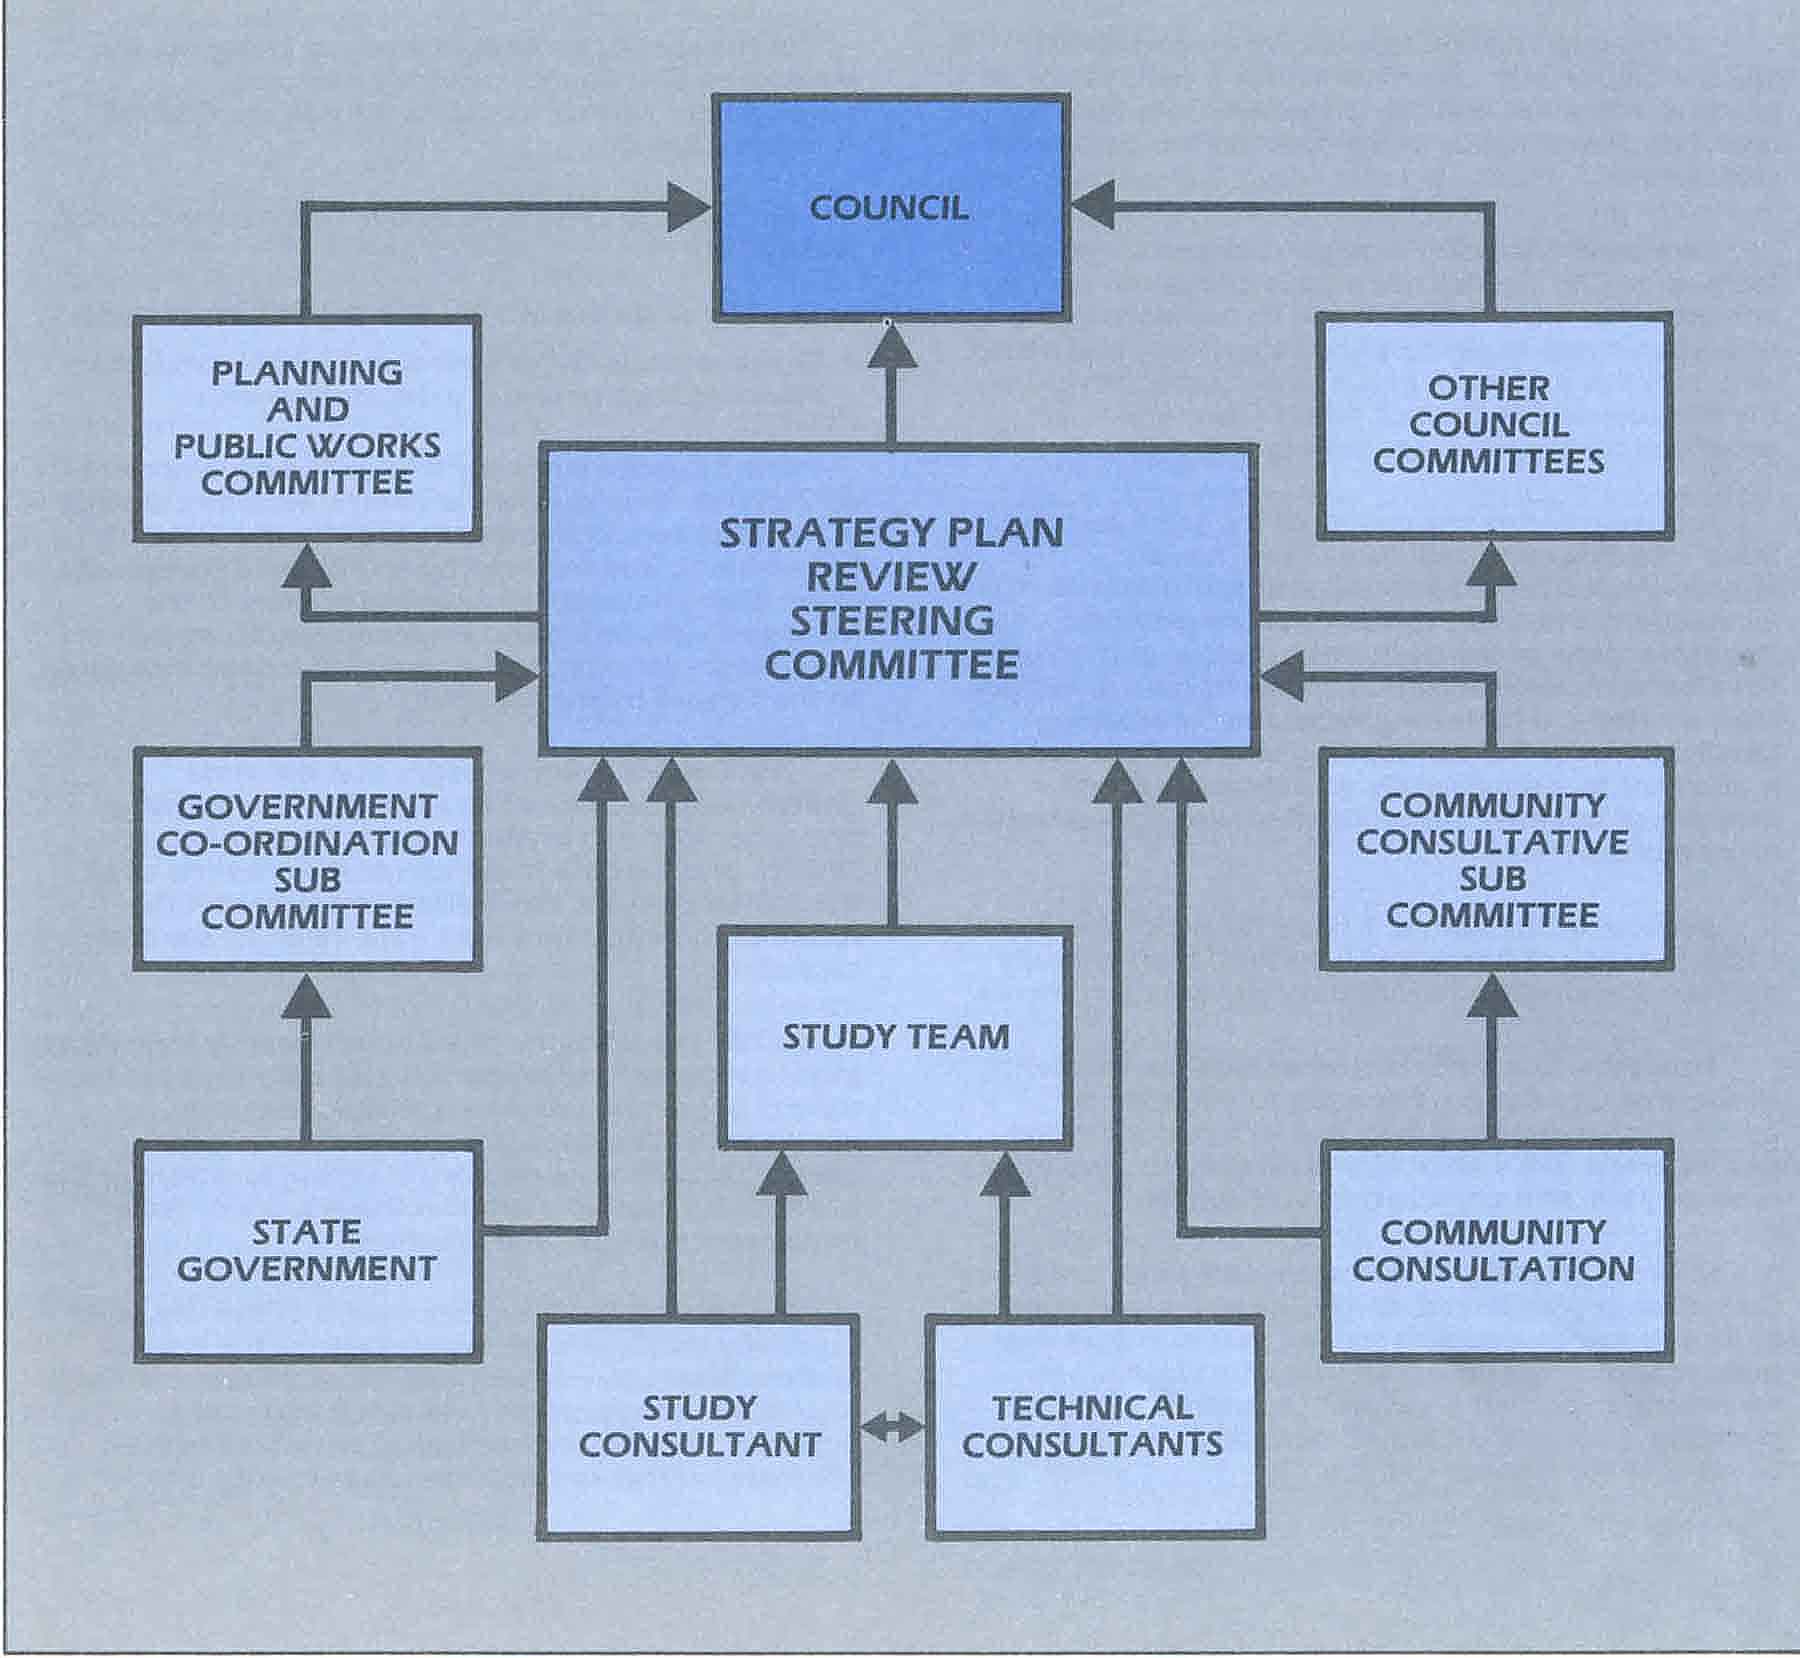 COUNCIL
PLANNING
AND
PUBLIC WORKS
COMMITTEE
OTHER
COUNCIL
COMMITTEES
STRATEGY PLAN
REVIEW
STEERING
COMMITTEE
GOVERNMENT
CO-ORDINATION
SUB
COMMITTEE
COMMUNITY
CONSULTATIVE
SUB
COMMITTEE
STUDY TEAM
STATE
GOVERNMENT
COMMUNITY
CONSULTATION
STUDY
CONSULTANT
TECHNICAL
CONSULTANTS